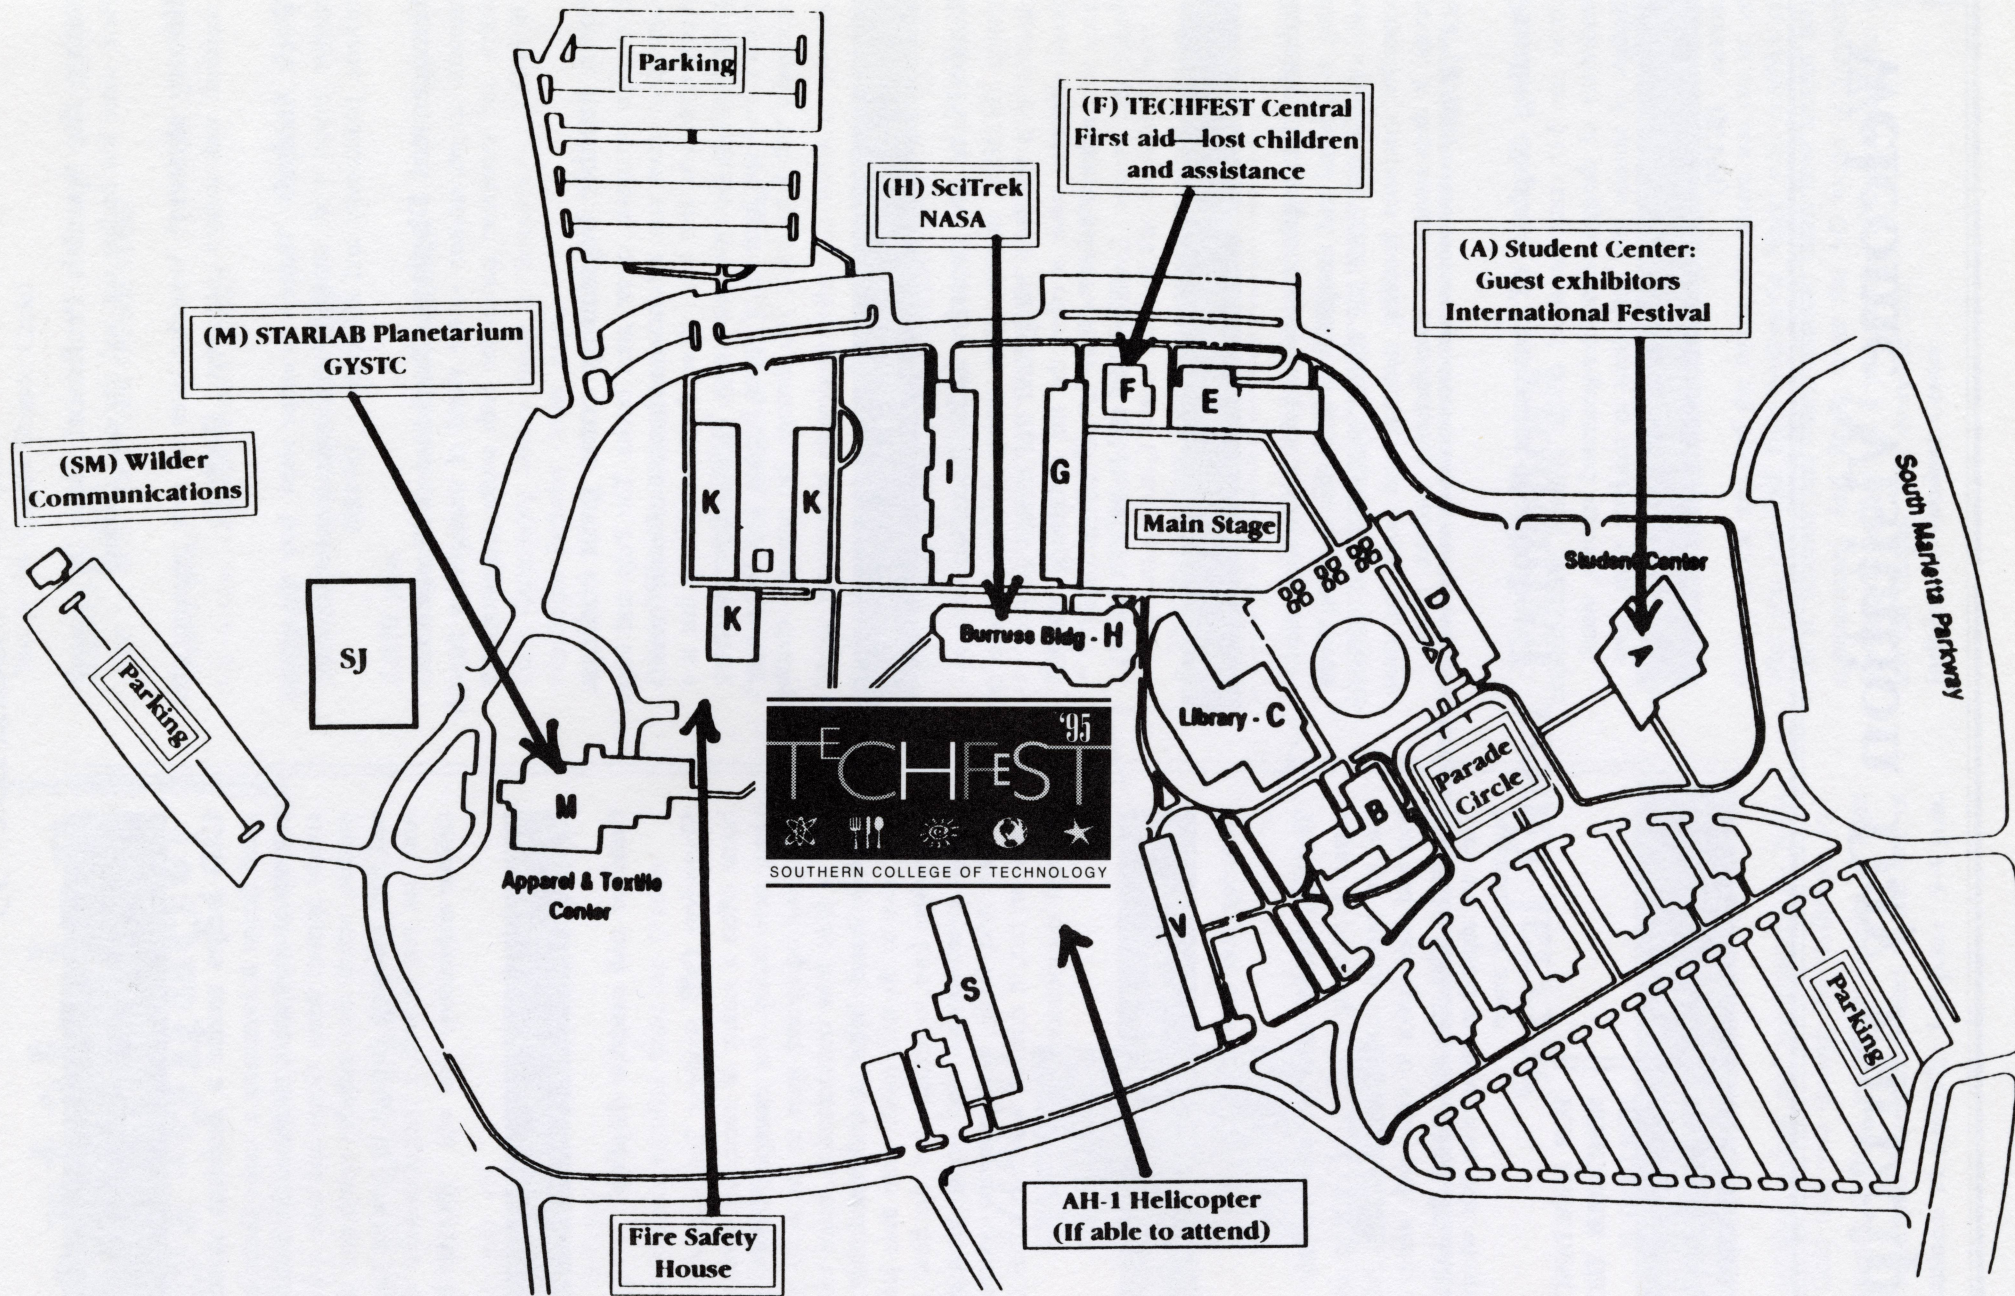 Parking
(F) TECHFEST Central
First aid—lost children
and assistance
(H) SciTrek
NASA
(A) Student Center:
Guest exhibitors
International Festival
(M) STARLAB Planetarium
GYSTC
(SM) Wilder
Communications
F
E
I
G
K
K
K
Main Stage
South Marietta Parkway
Student Center
D
A
SJ
Parking
Burruss Bldg - H
Library - C
'95
TECHFEST
SOUTHERN COLLEGE OF TECHNOLOGY
Parade
Circle
B
M
Apparel & Textile
Center
V
S
Parking
AH-1 Helicopter
(If able to attend)
Fire Safety
House